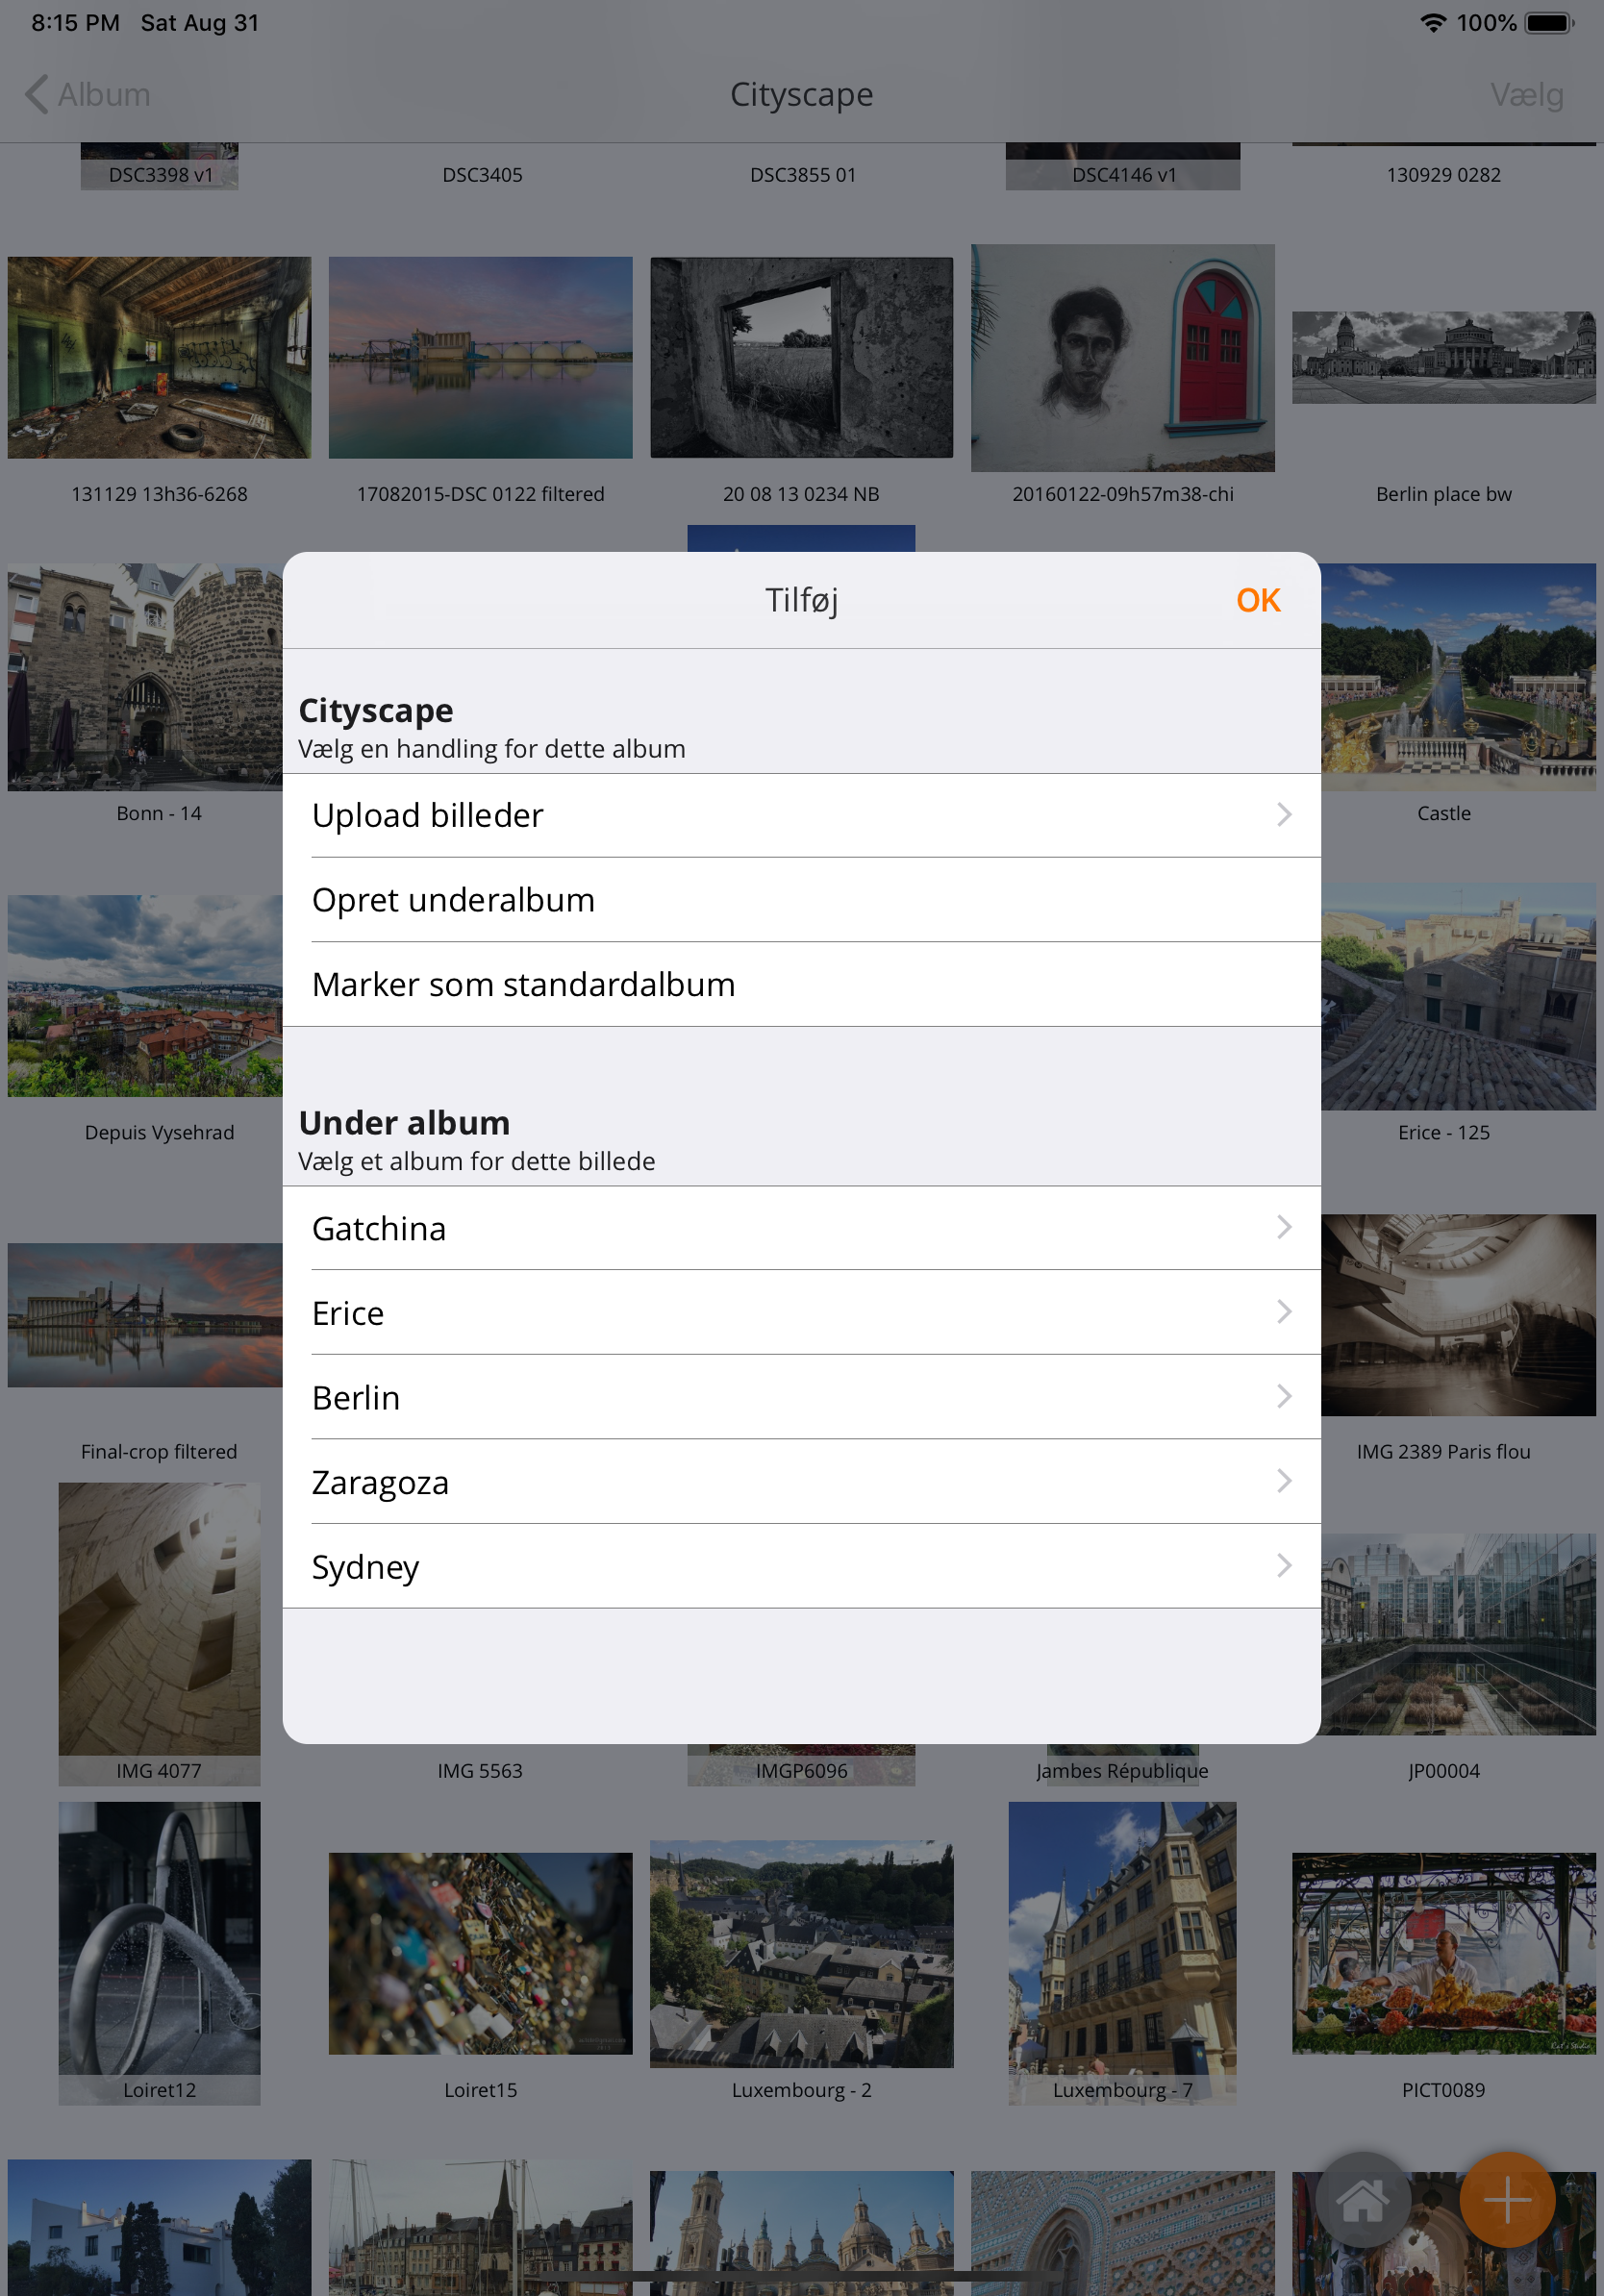 8:15 PM Sat Aug 31
100%
Album
Cityscape
Vælg
DSC3398 v1
DSC3405
DSC3855 01
DSC4146 v1
130929 0282
131129 13h36-6268
17082015-DSC 0122 filtered
20 08 13 0234 NB
20160122-09h57m38-chi
Berlin place bw
Tilføj
OK
Cityscape
Vælg en handling for dette album
Upload billeder
Opret underalbum
Marker som standardalbum
Under album
Vælg et album for dette billede
Gatchina
Erice
Berlin
Zaragoza
Sydney
Bonn - 14
Castle
Depuis Vysehrad
Erice - 125
Final-crop filtered
IMG 2389 Paris flou
IMG 4077
IMG 5563
IMGP6096
Jambes République
JP00004
Loiret12
Loiret15
Luxembourg - 2
Luxembourg - 7
PICT0089